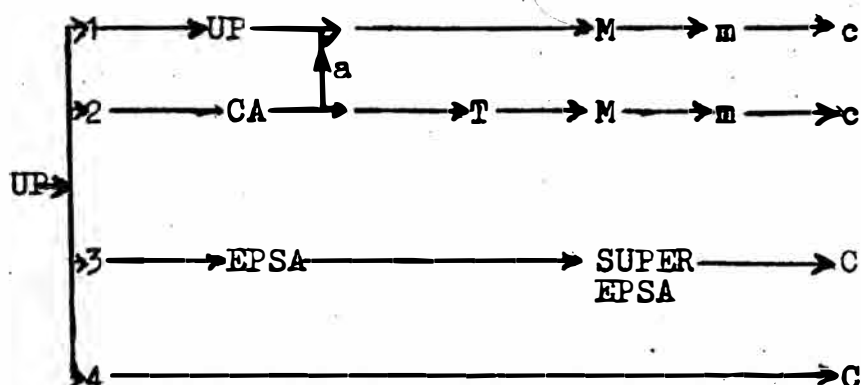 1 UP M m c
a
2 CA T M m c
UP
3 EPSA SUPER C
EPSA
4 C